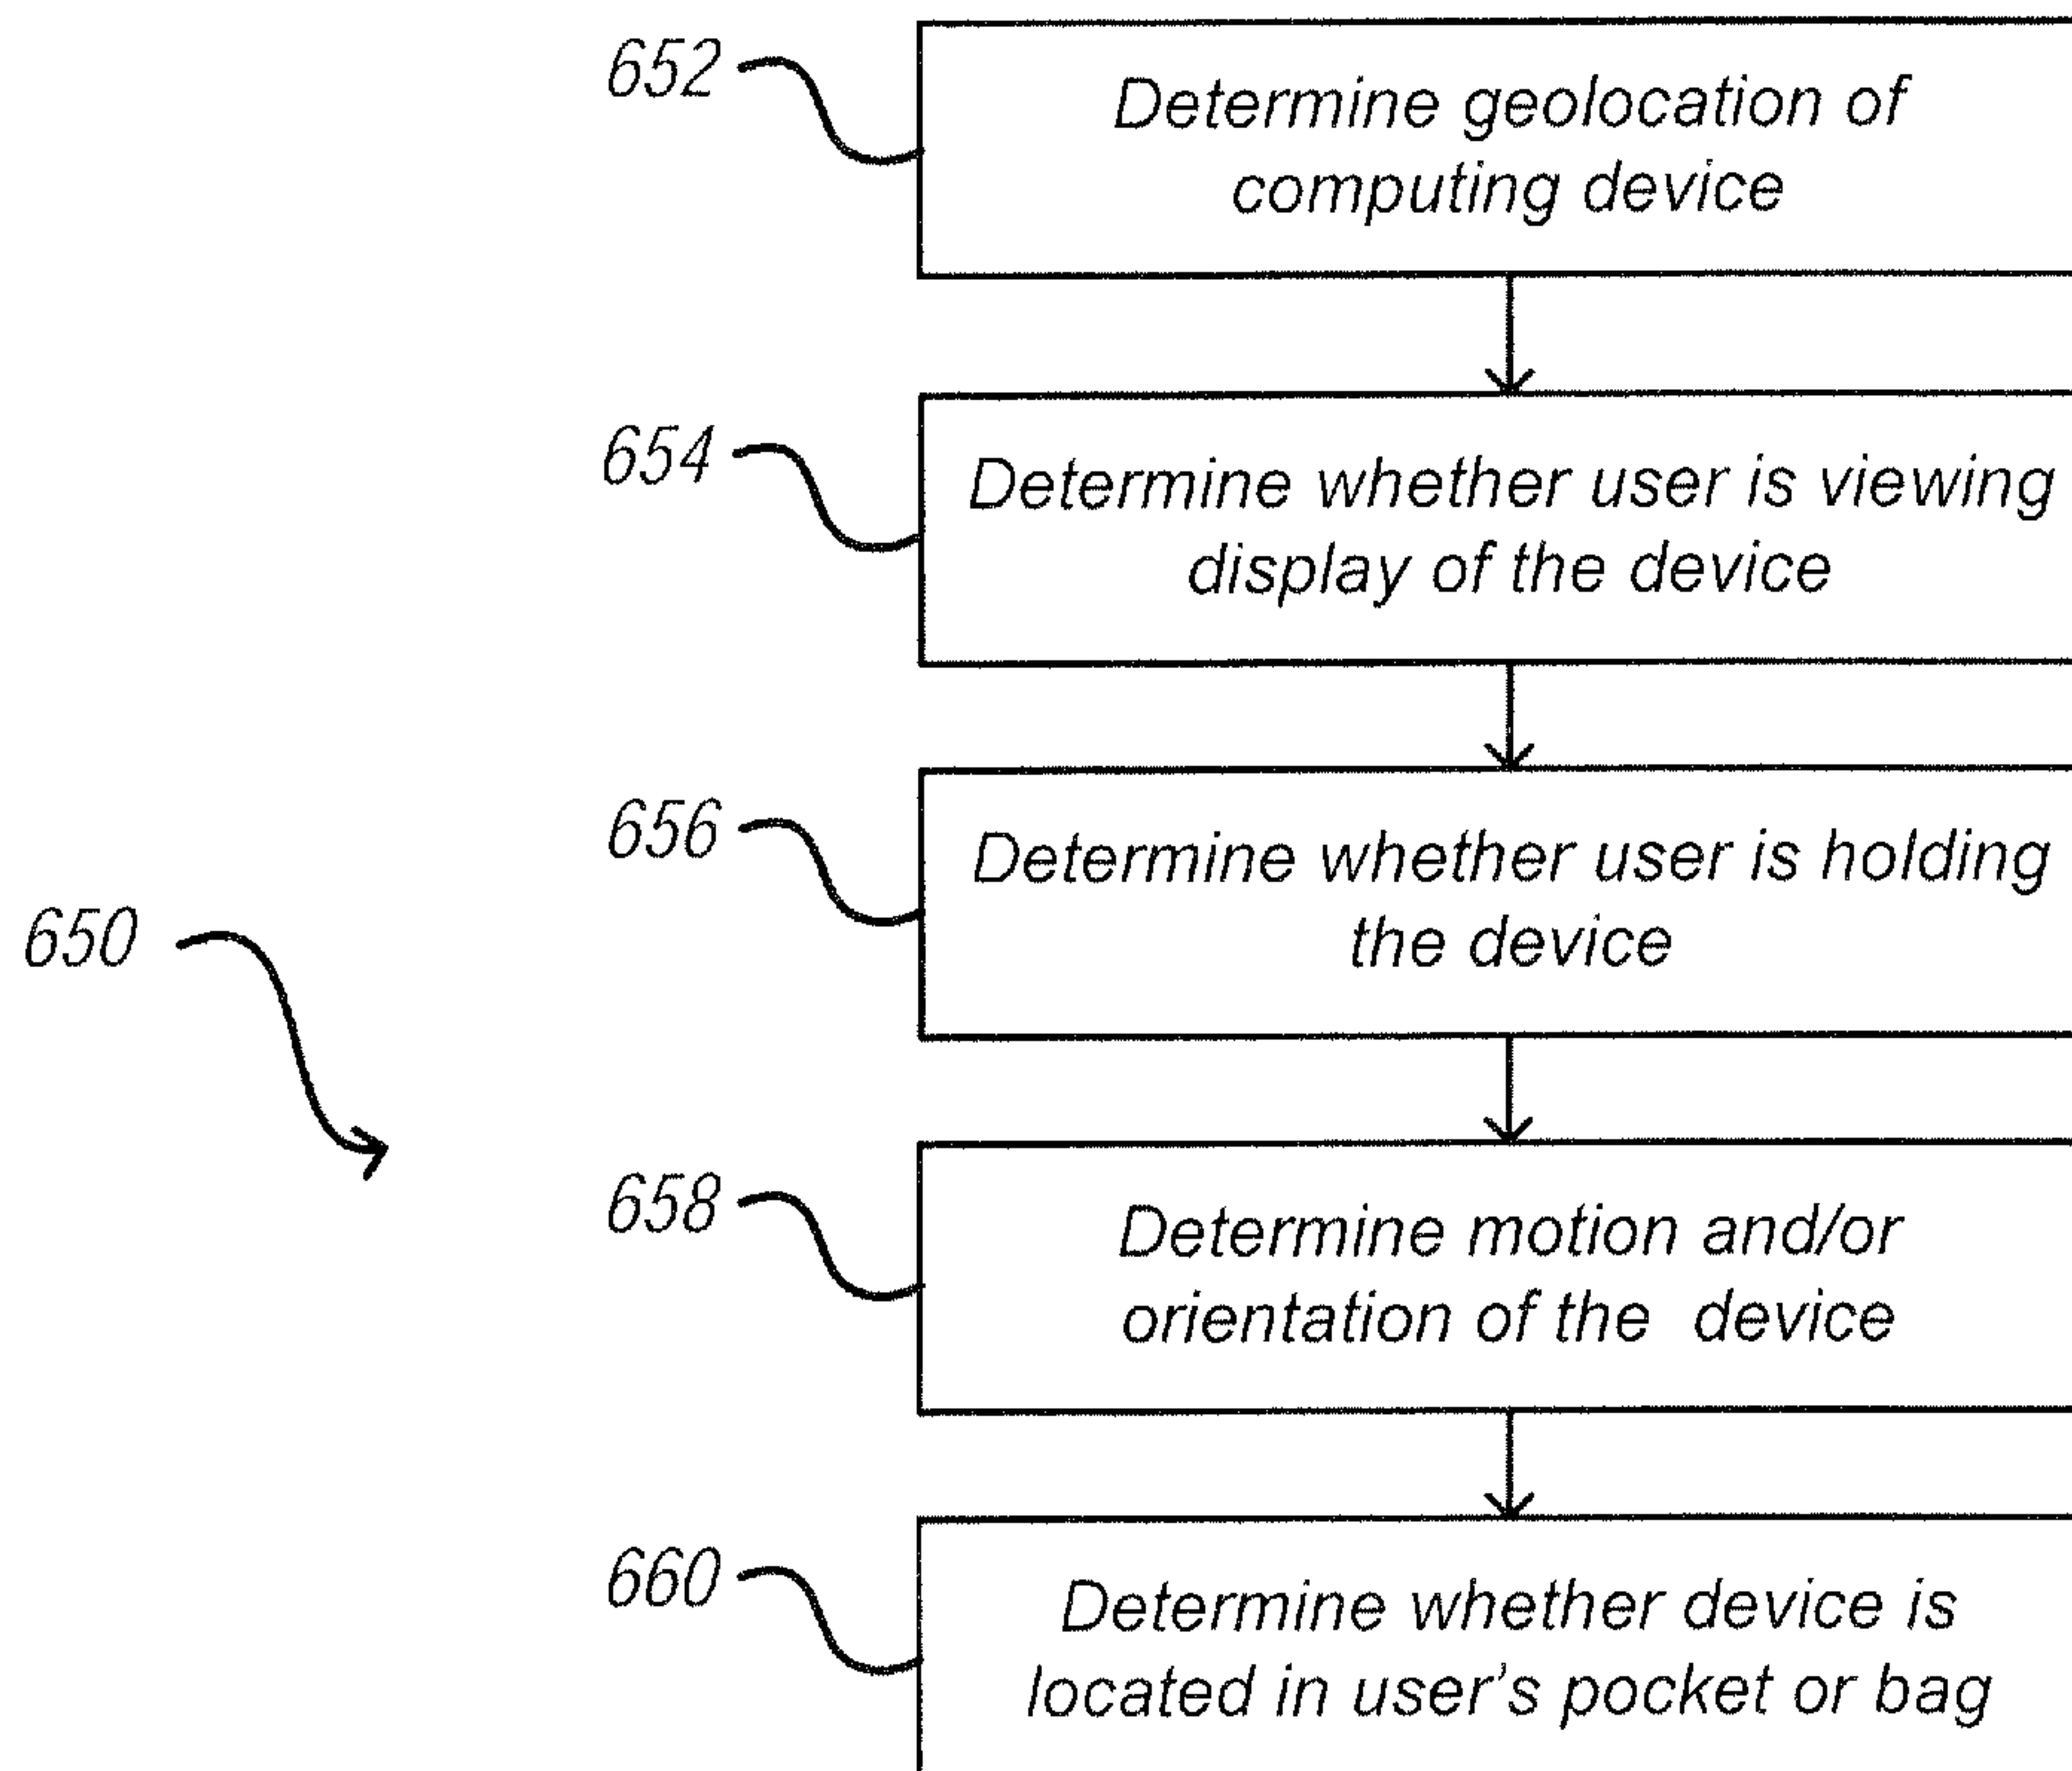 652
Determine geolocation of
computing device
654
Determine whether user is viewing
display of the device
656
Determine whether user is holding
the device
650
658
Determine motion and/or
orientation of the device
660
Determine whether device is
located in user's pocket or bag